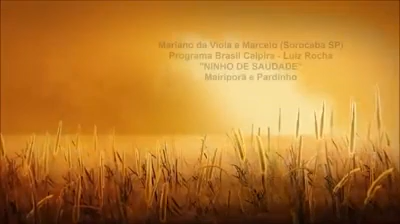 Mariano da Viola e Marcelo (Sorocaba SP)
Programa Brasil Caipira - Luiz Rocha
"NINHO DE SAUDADE"
Mairiporã e Pardinho